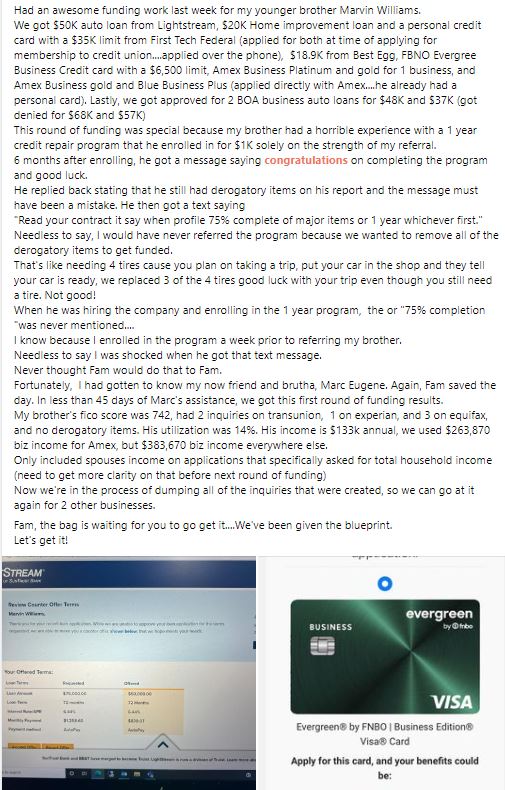 Had an awesome funding work last week for my younger brother Marvin Williams.
We got $50K auto loan from Lightstream, $20K Home improvement loan and a personal credit
card with a $35K limit from First Tech Federal (applied for both at time of applying for
membership to credit union....applied over the phone),  $18.9K from Best Egg, FBNO Evergree
Business Credit card with a $6,500 limit, Amex Business Platinum and gold for 1 business, and
Amex Business gold and Blue Business Plus (applied directly with Amex....he already had a
personal card). Lastly, we got approved for 2 BOA business auto loans for $48K and $37K (got
denied for $68K and $57K)
This round of funding was special because my brother had a horrible experience with a 1 year
credit repair program that he enrolled in for $1K solely on the strength of my referral.
6 months after enrolling, he got a message saying congratulations on completing the program
and good luck.
He replied back stating that he still had derogatory items on his report and the message must
have been a mistake. He then got a text saying
"Read your contract it say when profile 75% complete of major items or 1 year whichever first."
Needless to say, I would have never referred the program because we wanted to remove all of the
derogatory items to get funded.
That's like needing 4 tires cause you plan on taking a trip, put your car in the shop and they tell
your car is ready, we replaced 3 of the 4 tires good luck with your trip even though you still need
a tire. Not good!
When he was hiring the company and enrolling in the 1 year program,  the or "75% completion
"was never mentioned....
I know because I enrolled in the program a week prior to referring my brother.
Needless to say I was shocked when he got that text message.
Never thought Fam would do that to Fam.
Fortunately,  I had gotten to know my now friend and brutha, Marc Eugene. Again, Fam saved the
day. In less than 45 days of Marc's assistance, we got this first round of funding results.
My brother's fico score was 742, had 2 inquiries on transunion,  1 on experian, and 3 on equifax,
and no derogatory items. His utilization was 14%. His income is $133k annual, we used $263,870
biz income for Amex, but $383,670 biz income everywhere else.
Only included spouses income on applications that specifically asked for total household income
(need to get more clarity on that before next round of funding)
Now we're in the process of dumping all of the inquiries that were created, so we can go at it
again for 2 other businesses.
Fam, the bag is waiting for you to go get it....We've been given the blueprint.
Let's get it!
STREAM
Review Counter Offer Terms
Marvin Williams,
Your Offered Terms:
Loan Terms Requested Offered
Loan Amount $50,000.00
Loan Term 72 months 72 Months
Monthly Payment
Payment method AutoPay AutoPay
evergreen
by fnbo
BUSINESS
VISA
Evergreen® by FNBO | Business Edition®
Visa® Card
Apply for this card, and your benefits could
be: